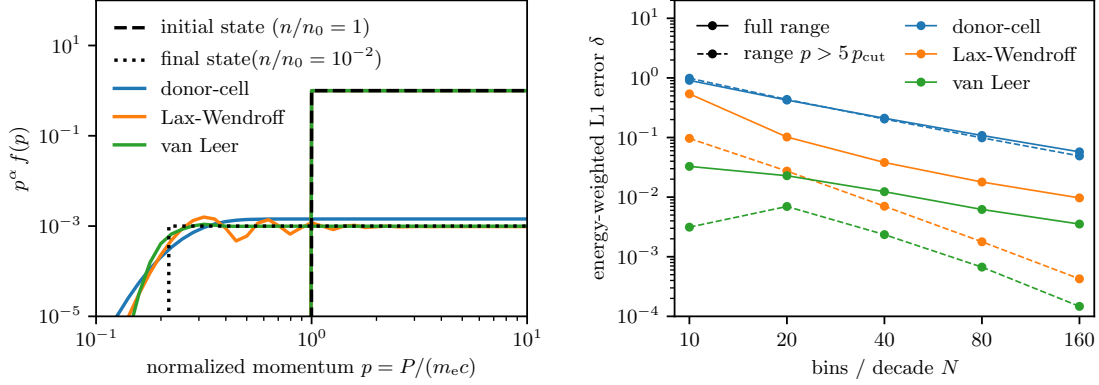 10^1
10^{-1}
10^{-3}
10^{-5}
p^α f(p)
initial state (n/n_0 = 1)
final state(n/n_0 = 10^{-2})
donor-cell
Lax-Wendroff
van Leer
10^{-1}
10^0
10^1
normalized momentum p = P/(m_e c)
10^1
10^0
10^{-1}
10^{-2}
10^{-3}
10^{-4}
energy-weighted L1 error δ
full range
range p > 5 p_cut
donor-cell
Lax-Wendroff
van Leer
10 20 40 80 160
bins / decade N